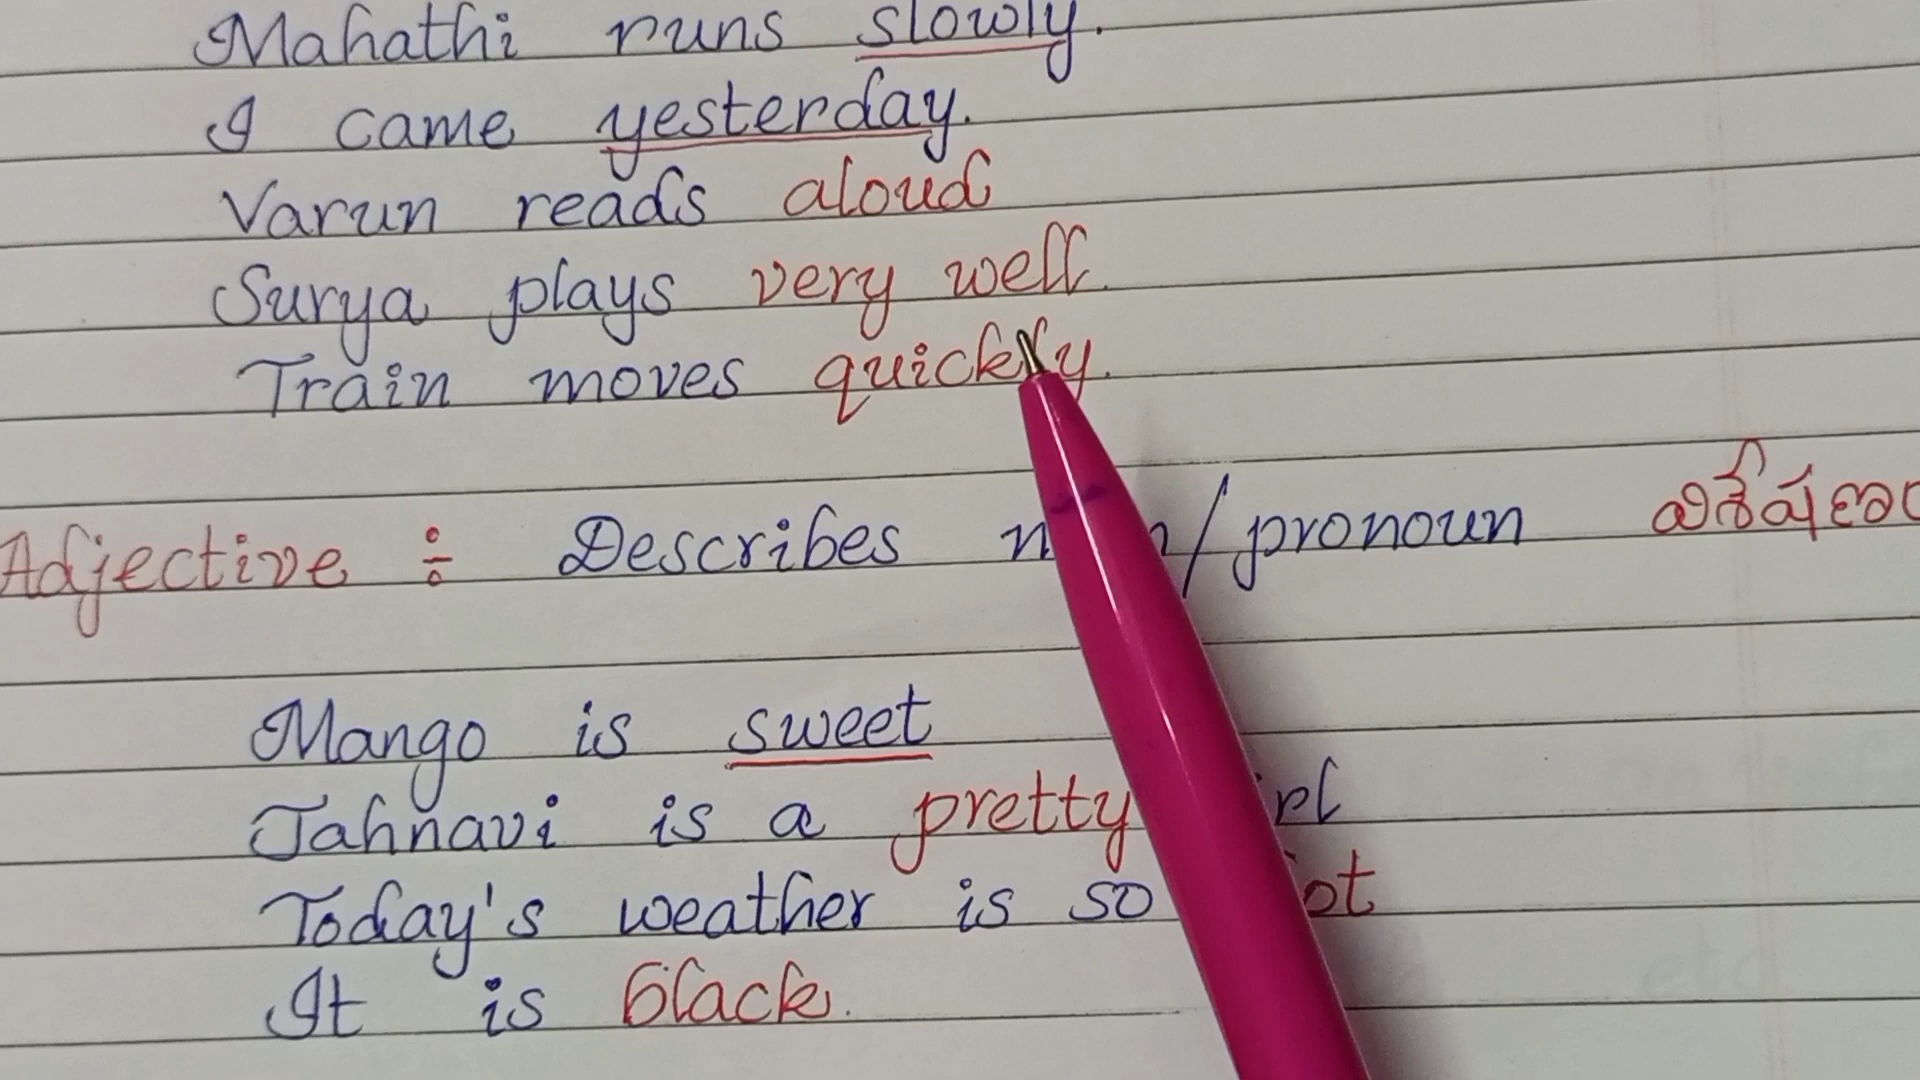 Mahathi runs slowly.
I came yesterday.
Varun reads aloud
Surya plays very well.
Train moves quickly.
Adjective ÷ Describes /pronoun
Mango is sweet
Jahnavi is a pretty
Today's weather is so
It is black.